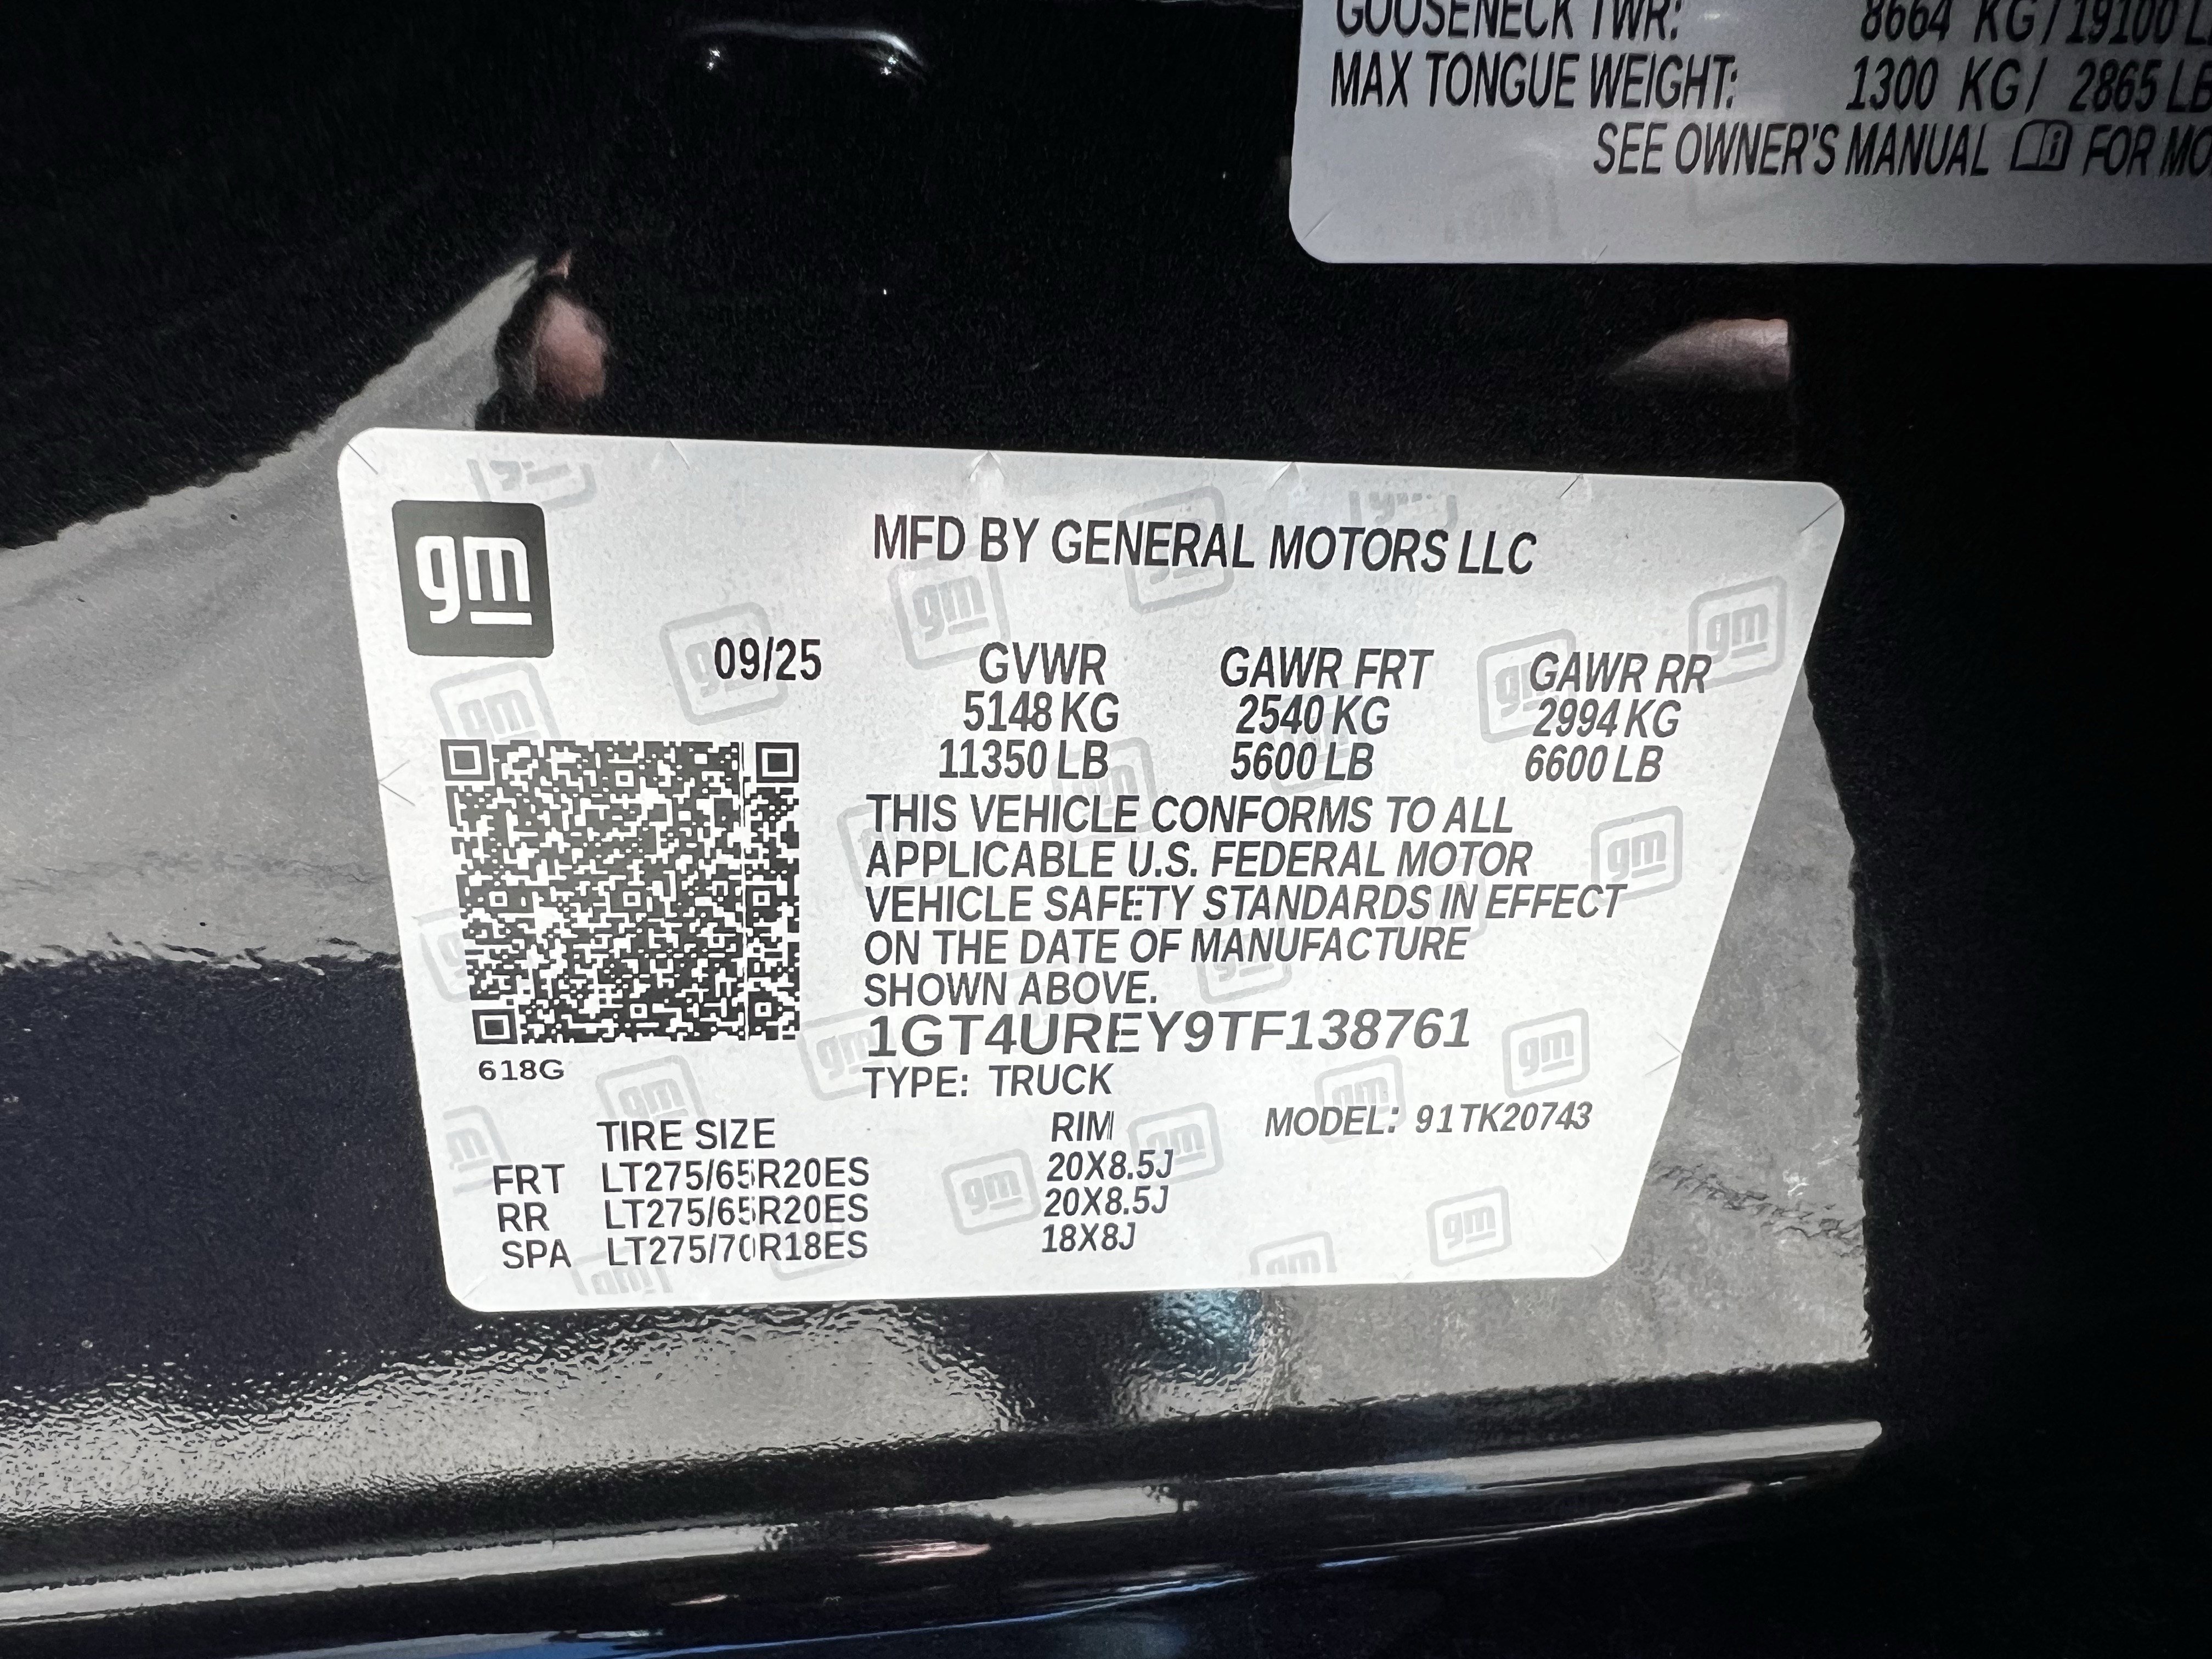 GOOSENECK TWR: 8664 KG / 19100
MAX TONGUE WEIGHT: 1300 KG / 2865 LB
SEE OWNER'S MANUAL FOR
gm
MFD BY GENERAL MOTORS LLC
09/25 GVWR GAWR FRT GAWR RR
5148 KG 2540 KG 2994 KG
11350 LB 5600 LB 6600 LB
THIS VEHICLE CONFORMS TO ALL
APPLICABLE U.S. FEDERAL MOTOR
VEHICLE SAFETY STANDARDS IN EFFECT
ON THE DATE OF MANUFACTURE
SHOWN ABOVE.
1GT4UREY9TF138761
618G
TYPE: TRUCK
TIRE SIZE RIM MODEL: 91TK20743
FRT LT275/65R20ES 20X8.5J
RR LT275/65R20ES 20X8.5J
SPA LT275/70R18ES 18X8J